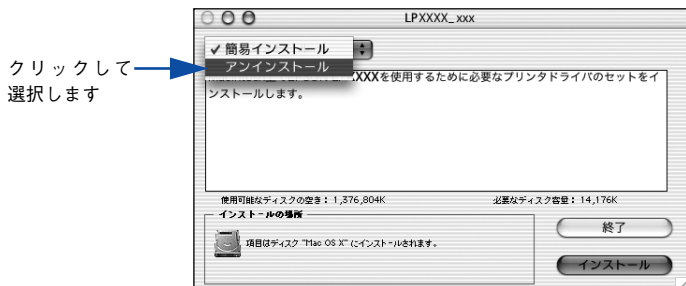 LPXXXX_xxx
✓簡易インストール
アンインストール
クリックして
選択します
XXXXを使用するために必要なプリンタドライバのセットをイ
ンストールします。
使用可能なディスクの空き：1,376,804K
必要なディスク容量：14,176K
インストールの場所
項目はディスク "Mac OS X" にインストールされます。
終了
インストール